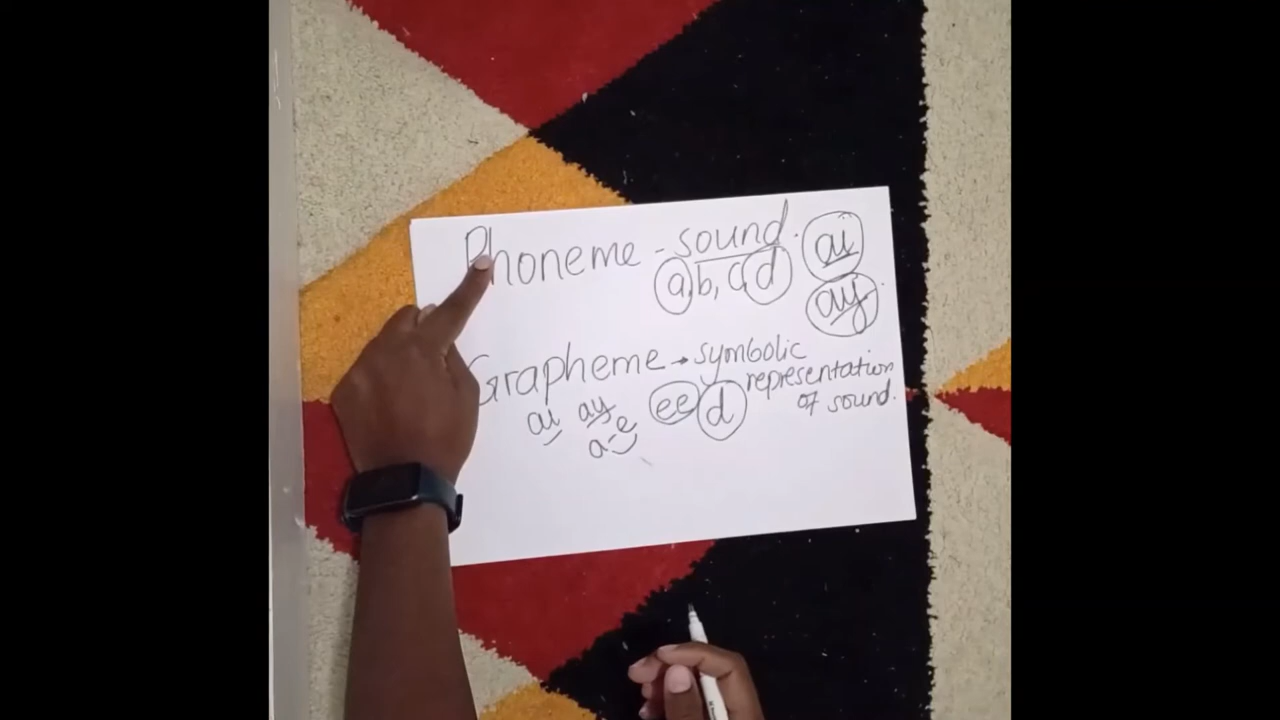 Phoneme - sound. ai
a, b, c, d ay
Grapheme → symbolic
representation
of sound.
ai ay ee d
a-e